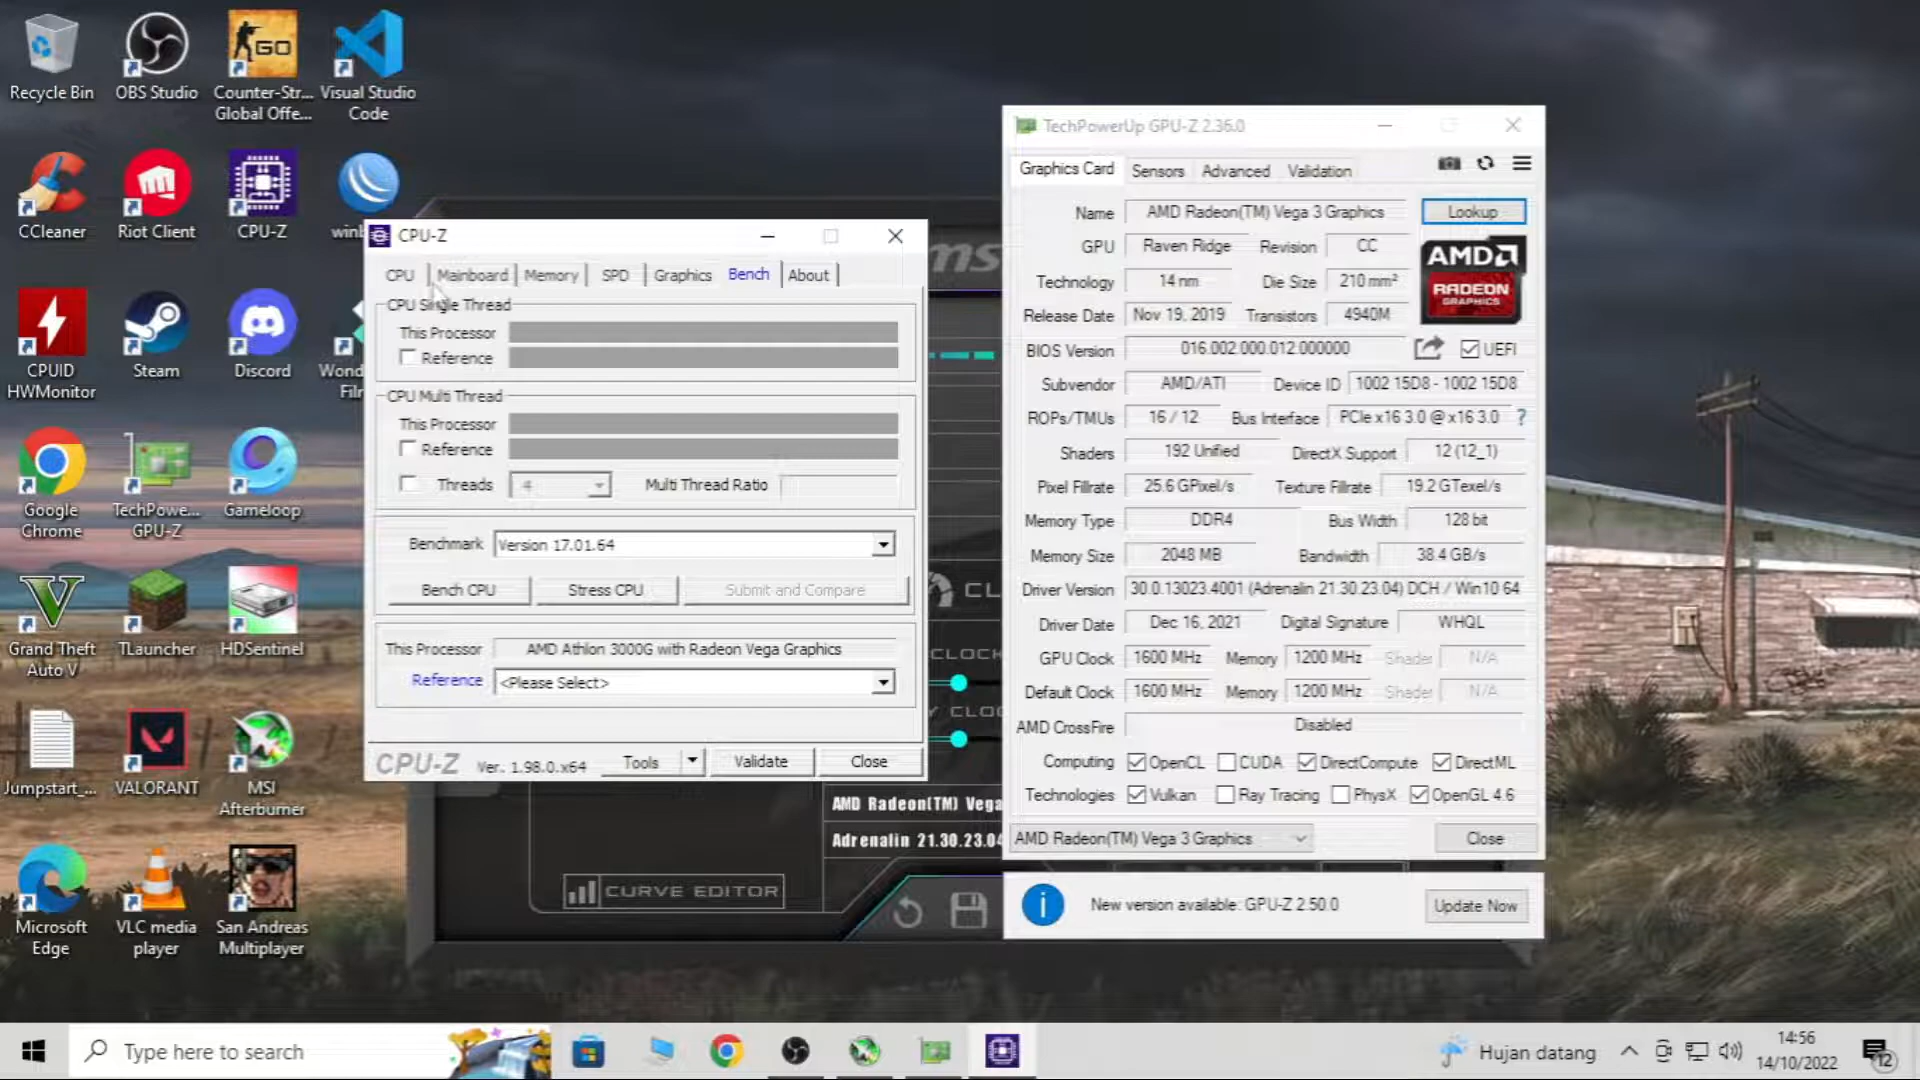 Recycle Bin
OBS Studio
Counter-Str...
Global Offe...
Visual Studio
Code
CCleaner
Riot Client
CPU-Z
CPUID
HWMonitor
Steam
Discord
Google
Chrome
TechPowe...
GPU-Z
Gameloop
Grand Theft
Auto V
TLauncher
HDSentinel
Jumpstart_...
VALORANT
MSI
Afterburner
Microsoft
Edge
VLC media
player
San Andreas
Multiplayer
CPU-Z
CPU Mainboard Memory SPD Graphics Bench About
CPU Single Thread
This Processor
Reference
CPU Multi Thread
This Processor
Reference
Threads 4 Multi Thread Ratio
Benchmark Version 17.01.64
Bench CPU Stress CPU Submit and Compare
This Processor AMD Athlon 3000G with Radeon Vega Graphics
Reference <Please Select>
CPU-Z Ver. 1.98.0.x64 Tools Validate Close
AMD Radeon(TM) Vega
Adrenalin 21.30.23.04
CURVE EDITOR
TechPowerUp GPU-Z 2.36.0
Graphics Card Sensors Advanced Validation
Name AMD Radeon(TM) Vega 3 Graphics Lookup
GPU Raven Ridge Revision CC
AMD
RADEON
GRAPHICS
Technology 14 nm Die Size 210 mm²
Release Date Nov 19, 2019 Transistors 4940M
BIOS Version 016.002.000.012.000000 UEFI
Subvendor AMD/ATI Device ID 1002 15D8 - 1002 15D8
ROPs/TMUs 16 / 12 Bus Interface PCIe x16 3.0 @ x16 3.0 ?
Shaders 192 Unified DirectX Support 12 (12_1)
Pixel Fillrate 25.6 GPixel/s Texture Fillrate 19.2 GTexel/s
Memory Type DDR4 Bus Width 128 bit
Memory Size 2048 MB Bandwidth 38.4 GB/s
Driver Version 30.0.13023.4001 (Adrenalin 21.30.23.04) DCH / Win10 64
Driver Date Dec 16, 2021 Digital Signature WHQL
GPU Clock 1600 MHz Memory 1200 MHz Shader N/A
Default Clock 1600 MHz Memory 1200 MHz Shader N/A
AMD CrossFire Disabled
Computing OpenCL CUDA DirectCompute DirectML
Technologies Vulkan Ray Tracing PhysX OpenGL 4.6
AMD Radeon(TM) Vega 3 Graphics Close
New version available: GPU-Z 2.50.0 Update Now
Type here to search
Hujan datang
14:56
14/10/2022
12